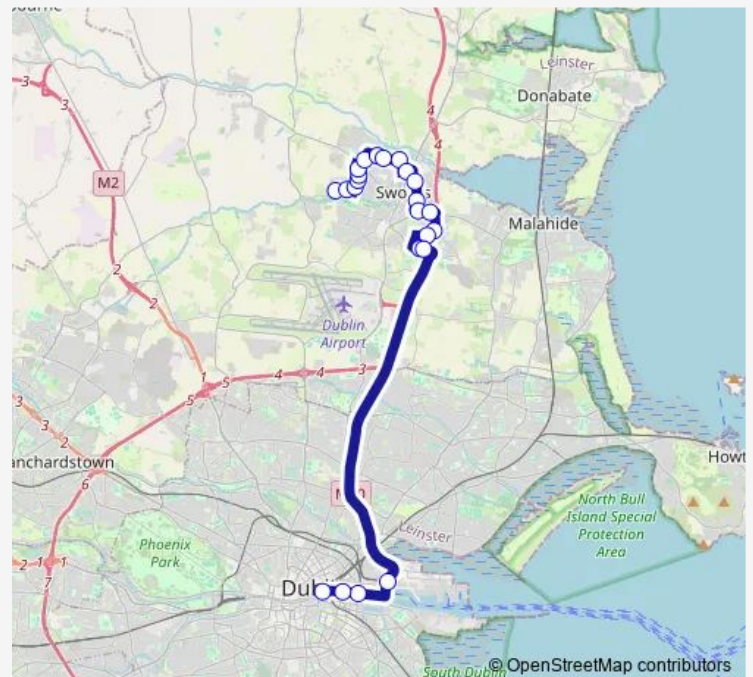 Leinster
Donabate
3
3
4
4
M2
Malahide
2
2
Dublin
Airport
1
5
5
4
4
3
3
3
2
6
Howt
North Bull
Island Special
Protection
Area
Phoenix
Park
Leinster
2
1
1
7
South Dublin
© OpenStreetMap contributors